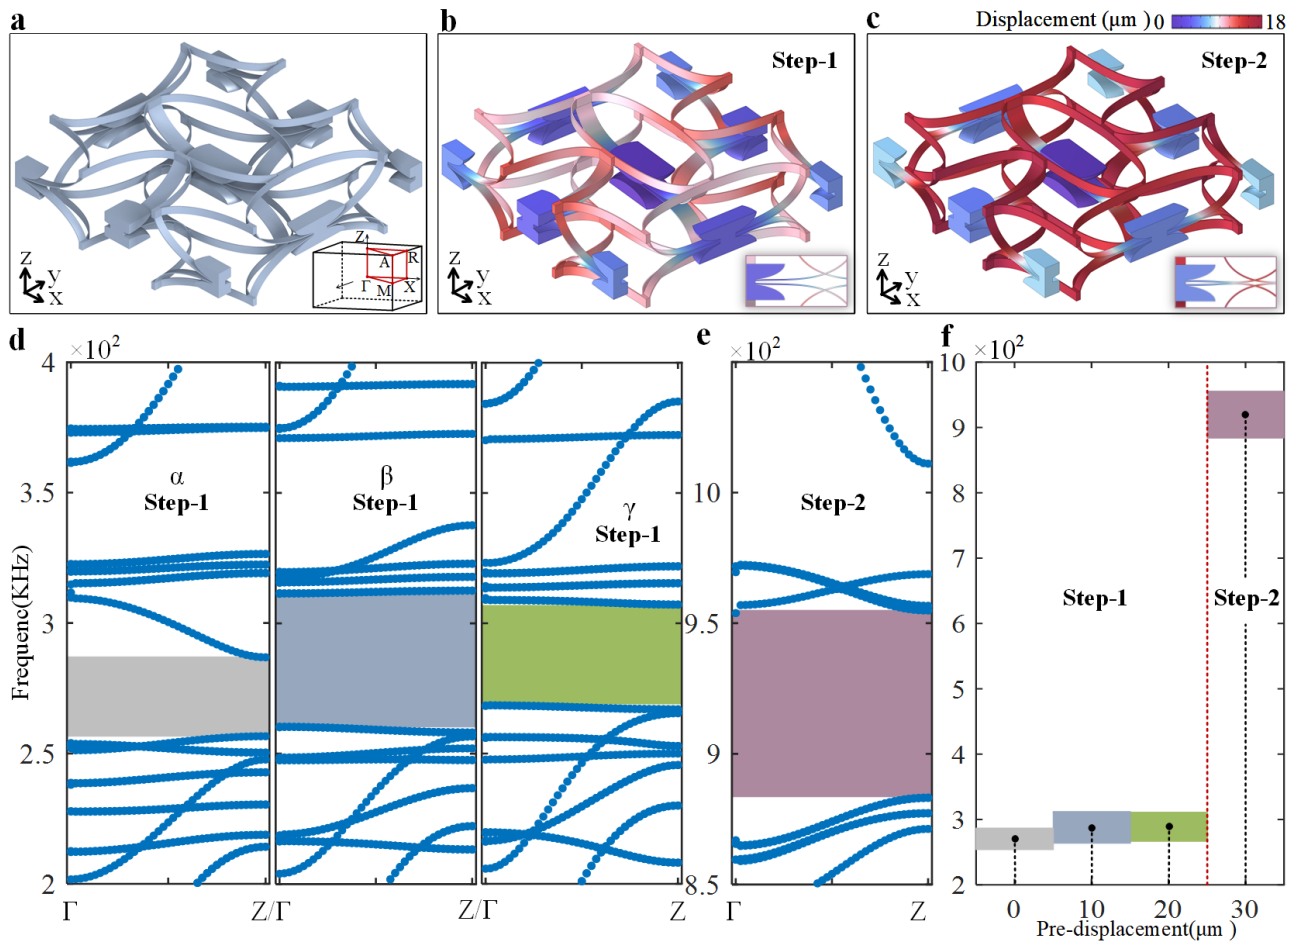 a
b
c
Displacement (μm ) 0 18
Step-1
Step-2
Z
y
X
Z
A
R
Γ
M
X
Z
y
X
Z
y
X
d
e
f
×10²
×10²
×10²
4
3.5
3
2.5
2
Frequenc(KHz)
α
Step-1
β
Step-1
γ
Step-1
Γ
Z/Γ
Z/Γ
Z
10
9.5
9
8.5
Step-2
Γ
Z
10
9
8
7
6
5
4
3
2
Step-1
Step-2
0 10 20 30
Pre-displacement(μm)